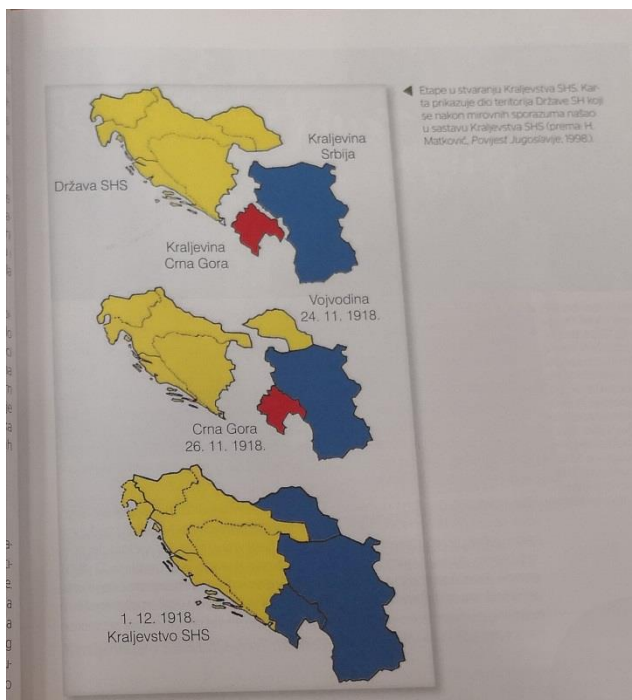 Etape u stvaranju Kraljevstva SHS. Kar-
ta prikazuje dio teritorija Države SH koji
se nakon mirovnih sporazuma našao
u sastavu Kraljevstva SHS (prema: H.
Matković, Povijest Jugoslavije, 1998.).
Kraljevina
Srbija
Država SHS
Kraljevina
Crna Gora
Vojvodina
24. 11. 1918.
Crna Gora
26. 11. 1918.
1. 12. 1918.
Kraljevstvo SHS